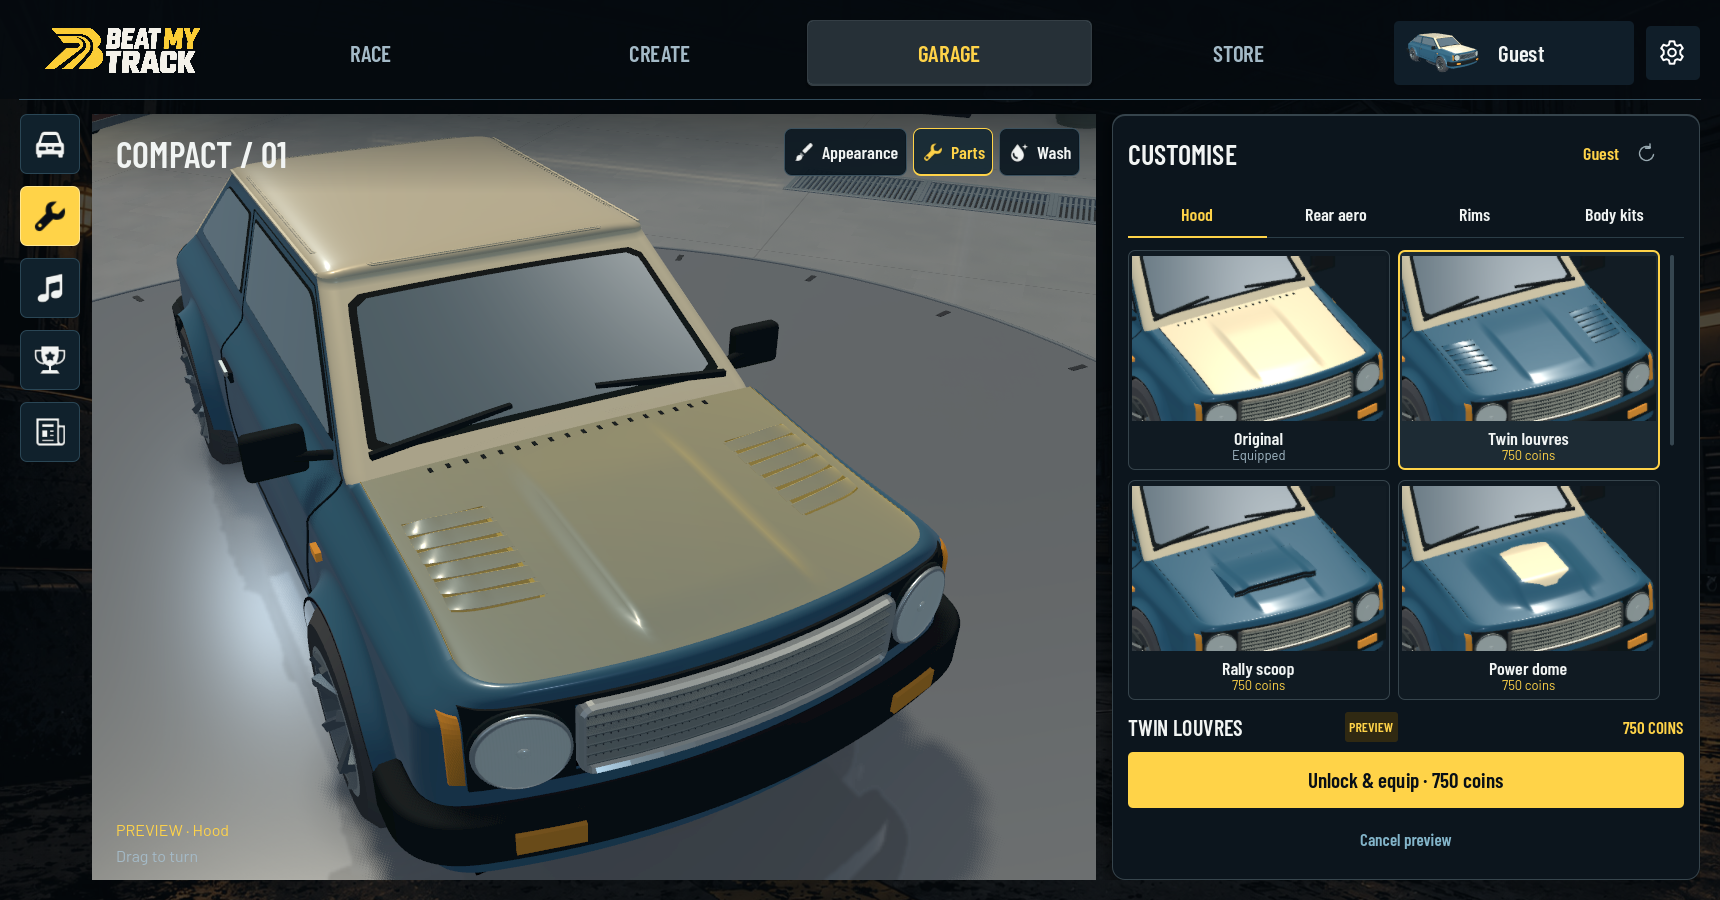 BEAT MY
TRACK
RACE
CREATE
GARAGE
STORE
Guest
COMPACT / 01
Appearance
Parts
Wash
CUSTOMISE
Guest
Hood
Rear aero
Rims
Body kits
Original
Equipped
Twin louvres
750 coins
Rally scoop
750 coins
Power dome
750 coins
TWIN LOUVRES
PREVIEW
750 COINS
Unlock & equip · 750 coins
Cancel preview
PREVIEW · Hood
Drag to turn